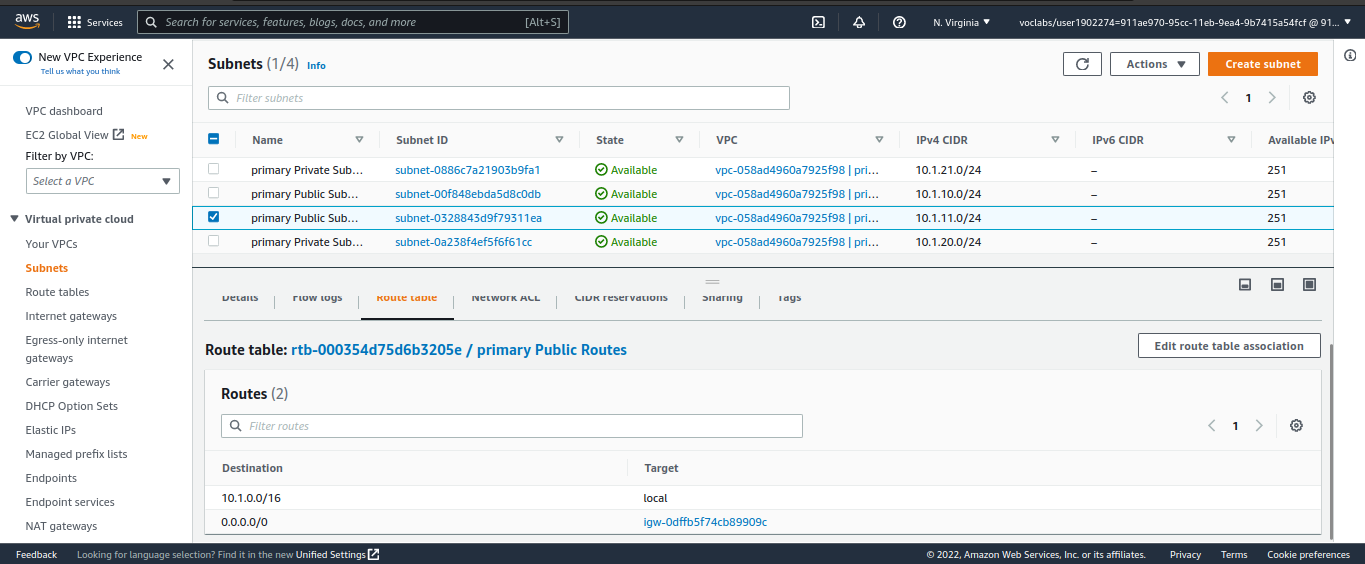 aws Services Search for services, features, blogs, docs, and more [Alt+S] N. Virginia voclabs/user1902274=911ae970-95cc-11eb-9ea4-9b7415a54fcf @ 91...
New VPC Experience
Tell us what you think
VPC dashboard
EC2 Global View New
Filter by VPC:
Select a VPC
Virtual private cloud
Your VPCs
Subnets
Route tables
Internet gateways
Egress-only internet
gateways
Carrier gateways
DHCP Option Sets
Elastic IPs
Managed prefix lists
Endpoints
Endpoint services
NAT gateways
Subnets (1/4) Info Actions Create subnet
Filter subnets 1
Name Subnet ID State VPC IPv4 CIDR IPv6 CIDR Available IPv
primary Private Sub... subnet-0886c7a21903b9fa1 Available vpc-058ad4960a7925f98 | pri... 10.1.21.0/24 – 251
primary Public Sub... subnet-00f848ebda5d8c0db Available vpc-058ad4960a7925f98 | pri... 10.1.10.0/24 – 251
primary Public Sub... subnet-0328843d9f79311ea Available vpc-058ad4960a7925f98 | pri... 10.1.11.0/24 – 251
primary Private Sub... subnet-0a238f4ef5f6f61cc Available vpc-058ad4960a7925f98 | pri... 10.1.20.0/24 – 251
Details Flow logs Route table Network ACL CIDR reservations Sharing Tags
Route table: rtb-000354d75d6b3205e / primary Public Routes Edit route table association
Routes (2)
Filter routes 1
Destination Target
10.1.0.0/16 local
0.0.0.0/0 igw-0dffb5f74cb89909c
Feedback Looking for language selection? Find it in the new Unified Settings © 2022, Amazon Web Services, Inc. or its affiliates. Privacy Terms Cookie preferences